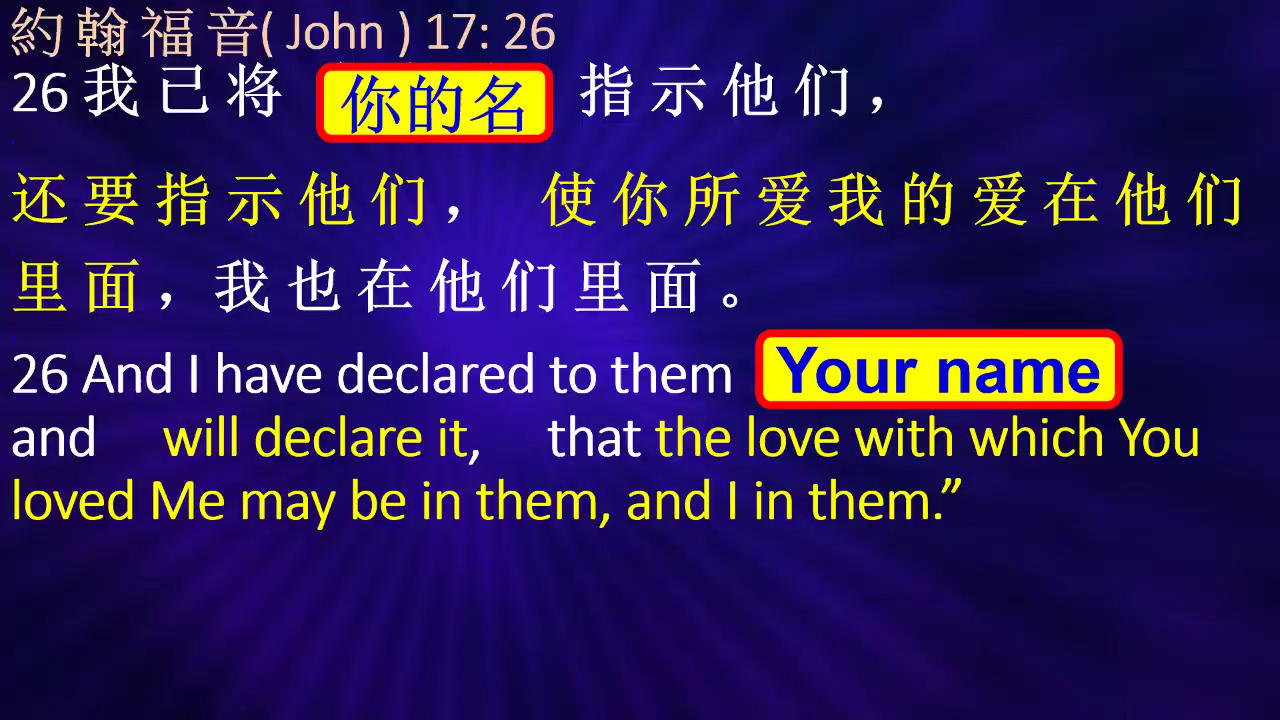 約翰福音( John ) 17: 26
26 我已将 你的名 指示他们，
还要指示他们， 使你所爱我的爱在他们
里面，我也在他们里面。
26 And I have declared to them Your name
and will declare it, that the love with which You
loved Me may be in them, and I in them.”